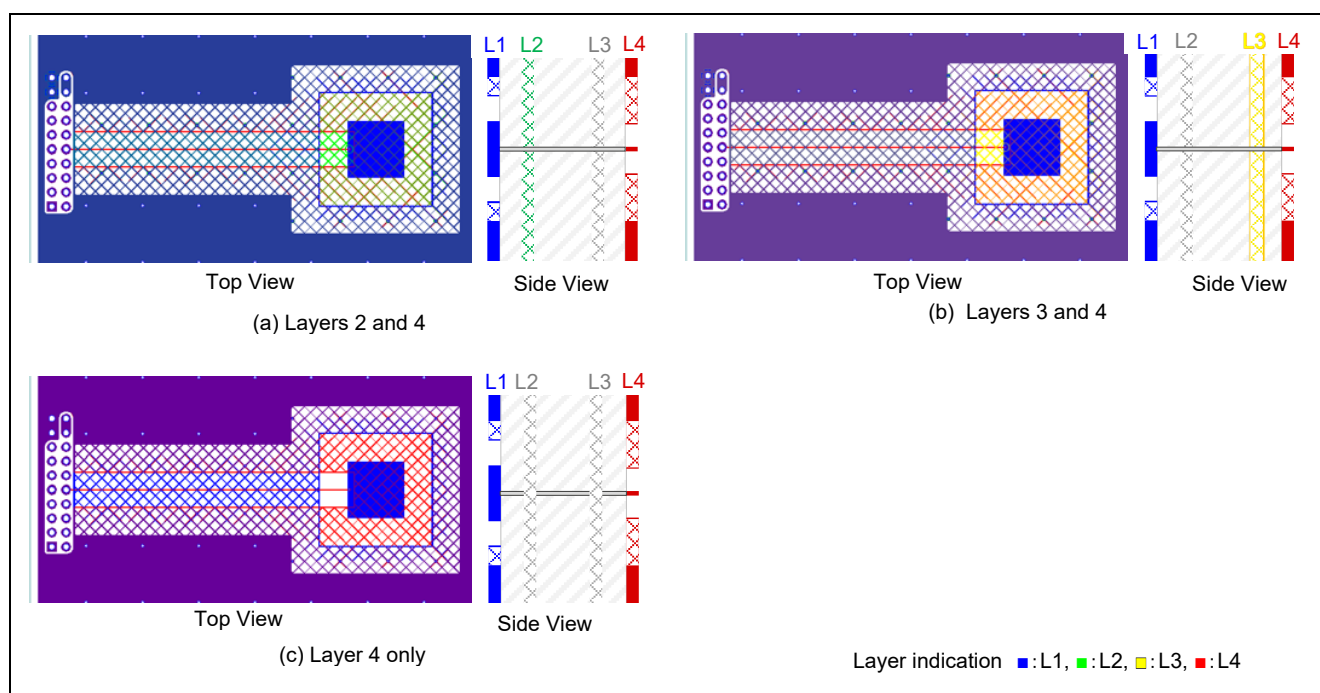 L1 L2 L3 L4
Top View
Side View
(a) Layers 2 and 4
L1 L2 L3 L4
Top View
Side View
(b) Layers 3 and 4
L1 L2 L3 L4
Top View
Side View
(c) Layer 4 only
Layer indication ■:L1, ■:L2, ■:L3, ■:L4